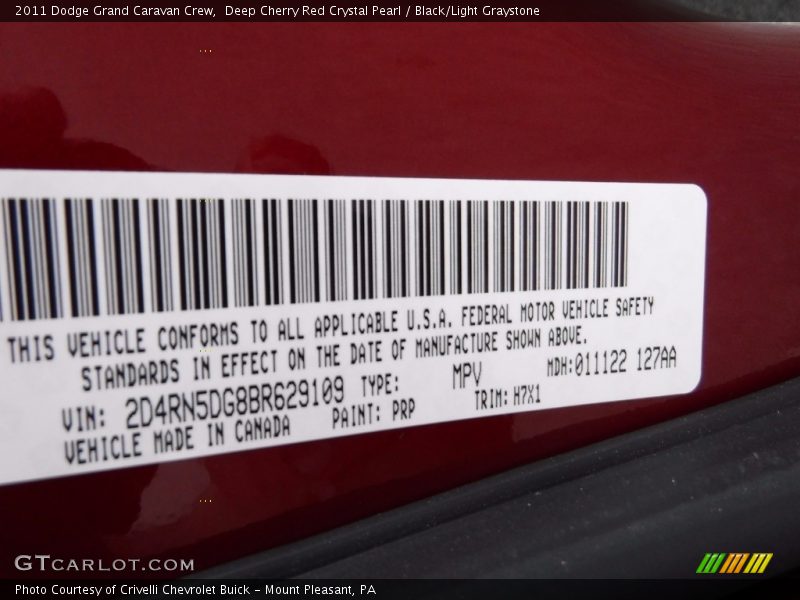 2011 Dodge Grand Caravan Crew,  Deep Cherry Red Crystal Pearl / Black/Light Graystone
THIS VEHICLE CONFORMS TO ALL APPLICABLE U.S.A. FEDERAL MOTOR VEHICLE SAFETY
STANDARDS IN EFFECT ON THE DATE OF MANUFACTURE SHOWN ABOVE.
VIN: 2D4RN5DG8BR629109 TYPE: MPV MDH:011122 127AA
VEHICLE MADE IN CANADA PAINT: PRP TRIM: H7X1
GTCARLOT.COM
Photo Courtesy of Crivelli Chevrolet Buick - Mount Pleasant, PA